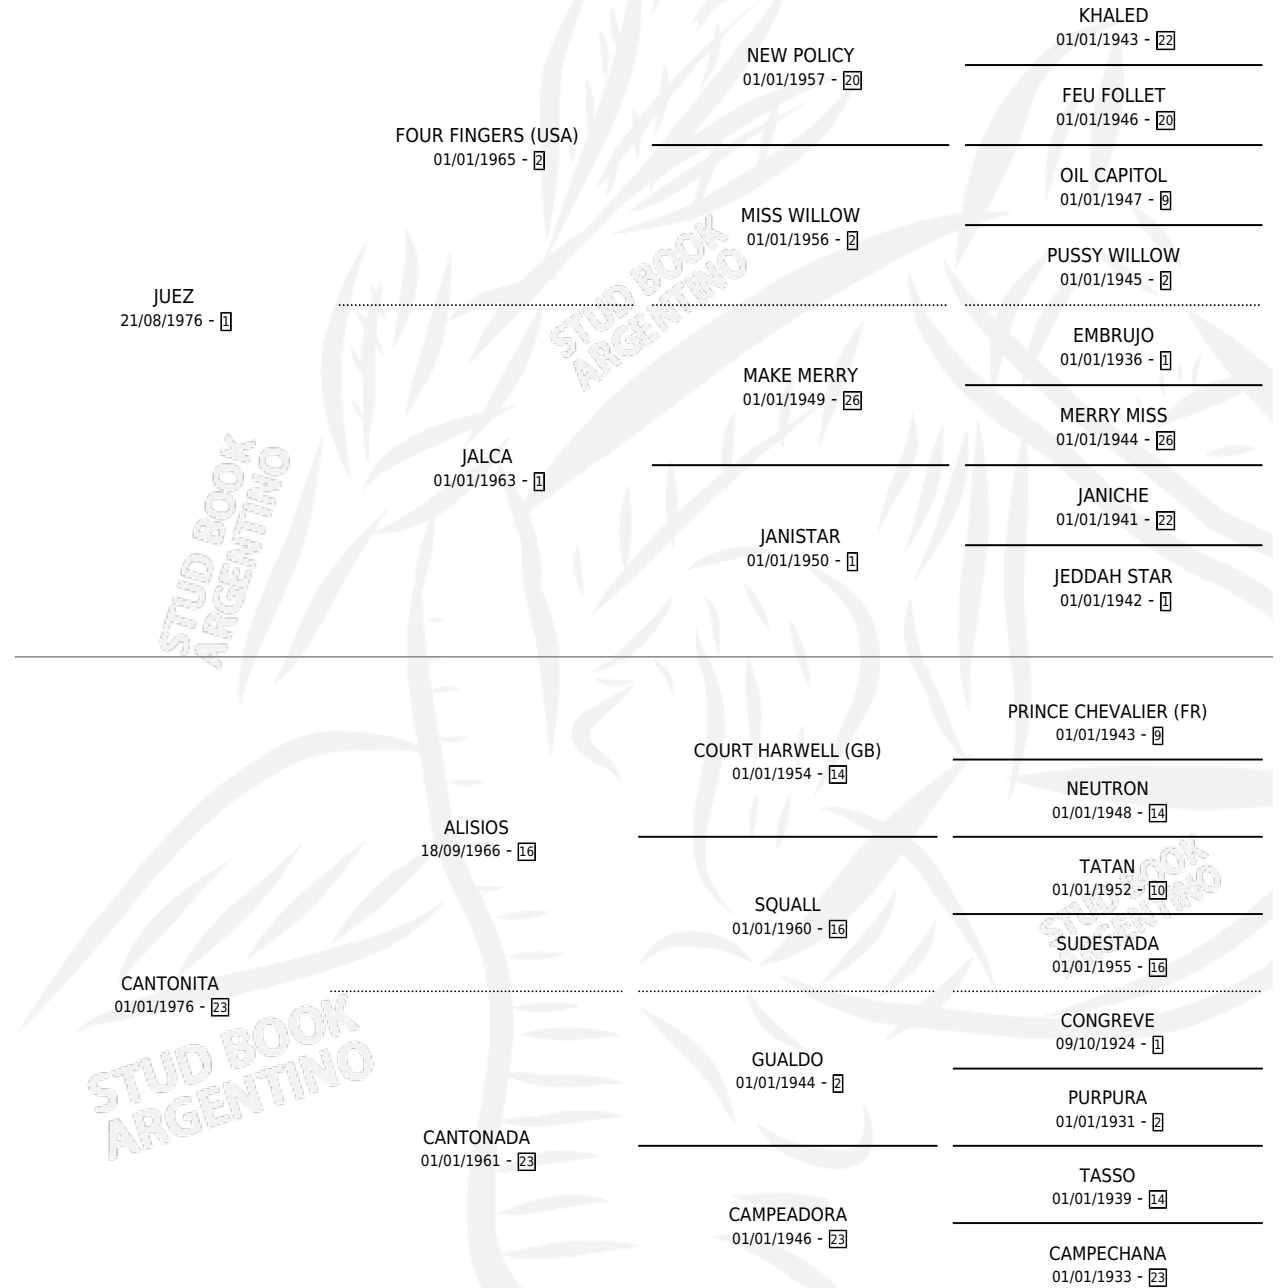 KHALED
01/01/1943 - 22
NEW POLICY
01/01/1957 - 20
FEU FOLLET
01/01/1946 - 20
FOUR FINGERS (USA)
01/01/1965 - 2
OIL CAPITOL
01/01/1947 - 9
MISS WILLOW
01/01/1956 - 2
PUSSY WILLOW
01/01/1945 - 2
JUEZ
21/08/1976 - 1
EMBRUJO
01/01/1936 - 1
MAKE MERRY
01/01/1949 - 26
MERRY MISS
01/01/1944 - 26
JALCA
01/01/1963 - 1
JANICHE
01/01/1941 - 22
JANISTAR
01/01/1950 - 1
JEDDAH STAR
01/01/1942 - 1
PRINCE CHEVALIER (FR)
01/01/1943 - 9
COURT HARWELL (GB)
01/01/1954 - 14
NEUTRON
01/01/1948 - 14
ALISIOS
18/09/1966 - 16
TATAN
01/01/1952 - 10
SQUALL
01/01/1960 - 16
SUDESTADA
01/01/1955 - 16
CANTONITA
01/01/1976 - 23
CONGREVE
09/10/1924 - 1
GUALDO
01/01/1944 - 2
PURPURA
01/01/1931 - 2
CANTONADA
01/01/1961 - 23
TASSO
01/01/1939 - 14
CAMPEADORA
01/01/1946 - 23
CAMPECHANA
01/01/1933 - 23
STUD BOOK
ARGENTINO
STUD BOOK
ARGENTINO
STUD BOOK
ARGENTINO
STUD BOOK
ARGENTINO